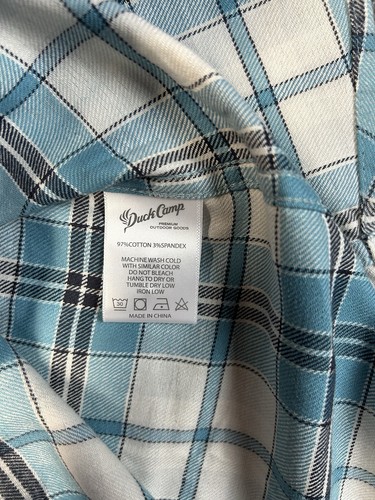 Duck Camp
PREMIUM
OUTDOOR GOODS
97%COTTON 3%SPANDEX
MACHINE WASH COLD
WITH SIMILAR COLOR
DO NOT BLEACH
HANG TO DRY OR
TUMBLE DRY LOW
IRON LOW
30
MADE IN CHINA